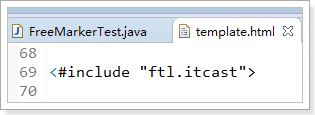 FreeMarkerTest.java template.html
68
69 <#include "ftl.itcast">
70